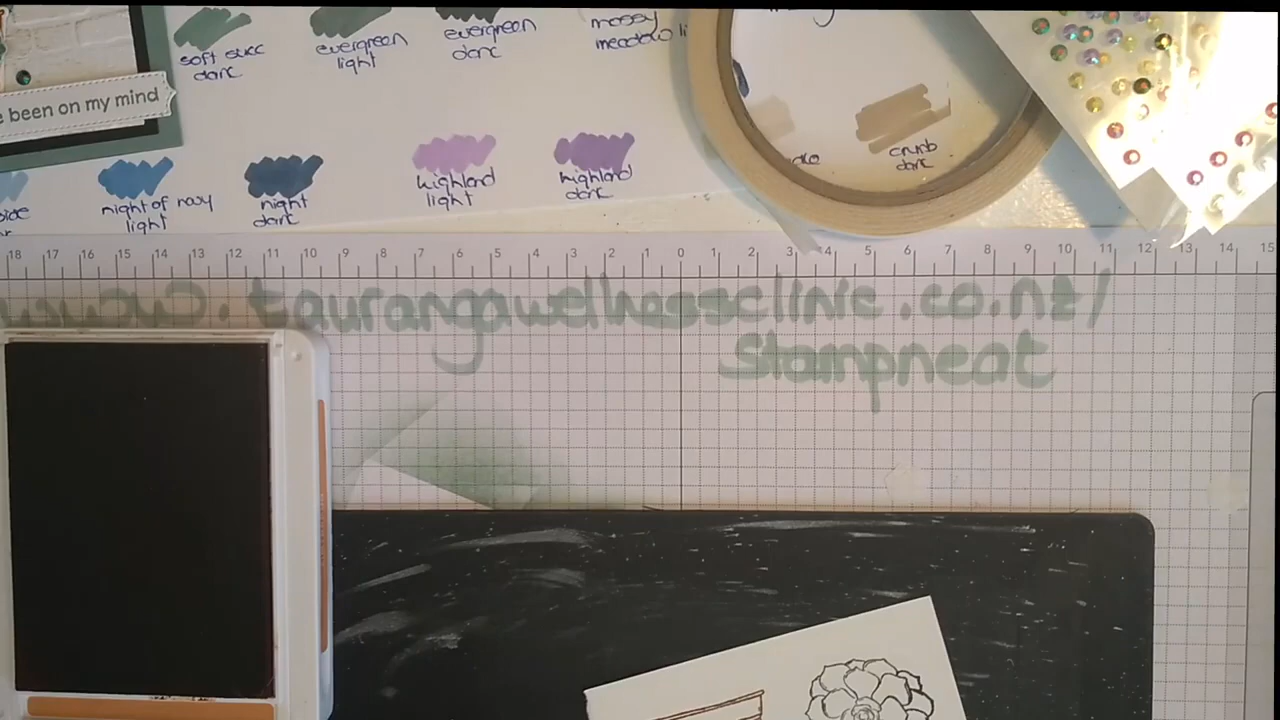 soft succ
dark
evergreen
light
evergreen
dark
mossy
meadow li
been on my mind
crumb
dark
night of navy
light
night
dark
highland
light
highland
dark
18 17 16 15 14 13 12 11 10 9 8 7 6 5 4 3 2 1 0 1 2 3 4 5 6 7 8 9 10 11 12 13 14 15
www.taurangawellnessclinic.co.nz/
stampneat